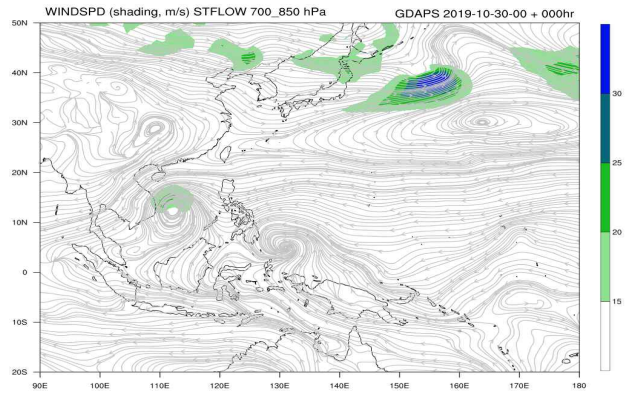 WINDSPD (shading, m/s) STFLOW 700_850 hPa GDAPS 2019-10-30-00 + 000hr
50N
40N
30N
20N
10N
0
10S
20S
90E 100E 110E 120E 130E 140E 150E 160E 170E 180
30
25
20
15